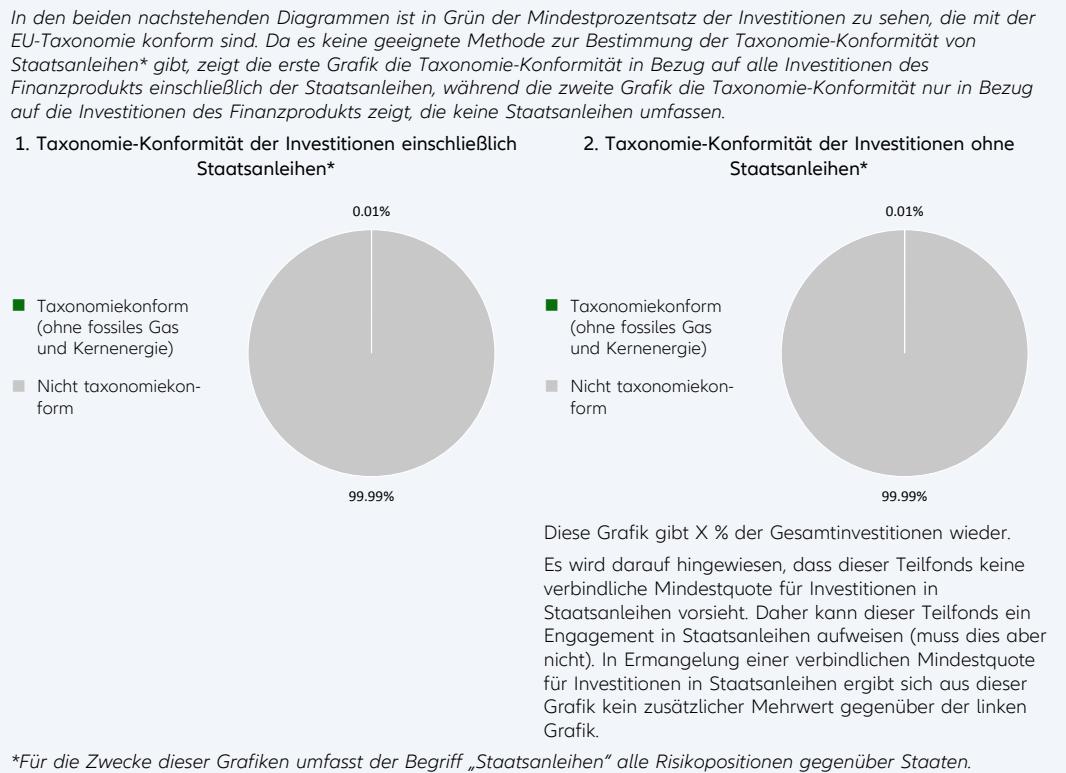 In den beiden nachstehenden Diagrammen ist in Grün der Mindestprozentsatz der Investitionen zu sehen, die mit der
EU-Taxonomie konform sind. Da es keine geeignete Methode zur Bestimmung der Taxonomie-Konformität von
Staatsanleihen* gibt, zeigt die erste Grafik die Taxonomie-Konformität in Bezug auf alle Investitionen des
Finanzprodukts einschließlich der Staatsanleihen, während die zweite Grafik die Taxonomie-Konformität nur in Bezug
auf die Investitionen des Finanzprodukts zeigt, die keine Staatsanleihen umfassen.
1. Taxonomie-Konformität der Investitionen einschließlich
Staatsanleihen*
0.01%
Taxonomiekonform
(ohne fossiles Gas
und Kernenergie)
Nicht taxonomiekon-
form
99.99%
2. Taxonomie-Konformität der Investitionen ohne
Staatsanleihen*
0.01%
Taxonomiekonform
(ohne fossiles Gas
und Kernenergie)
Nicht taxonomiekon-
form
99.99%
Diese Grafik gibt X % der Gesamtinvestitionen wieder.
Es wird darauf hingewiesen, dass dieser Teilfonds keine
verbindliche Mindestquote für Investitionen in
Staatsanleihen vorsieht. Daher kann dieser Teilfonds ein
Engagement in Staatsanleihen aufweisen (muss dies aber
nicht). In Ermangelung einer verbindlichen Mindestquote
für Investitionen in Staatsanleihen ergibt sich aus dieser
Grafik kein zusätzlicher Mehrwert gegenüber der linken
Grafik.
*Für die Zwecke dieser Grafiken umfasst der Begriff „Staatsanleihen" alle Risikopositionen gegenüber Staaten.